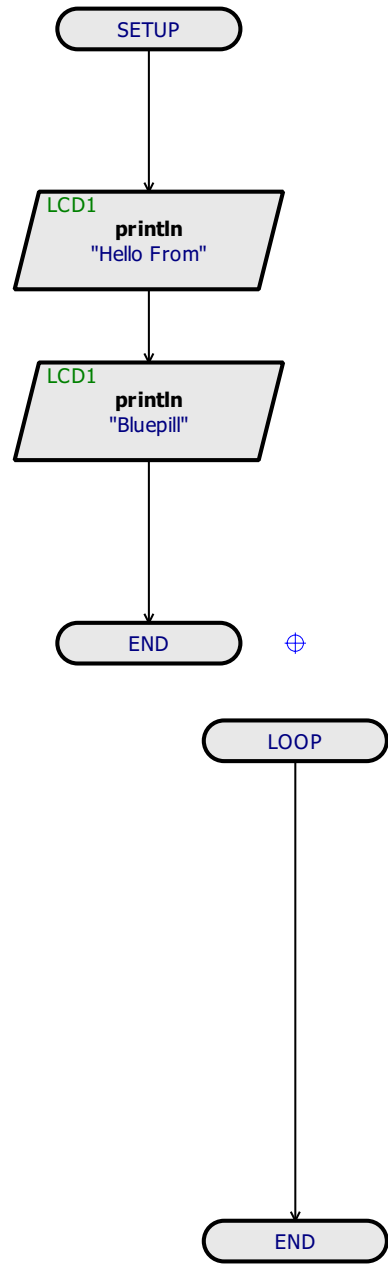 SETUP
LCD1
println
"Hello From"
LCD1
println
"Bluepill"
END
LOOP
END